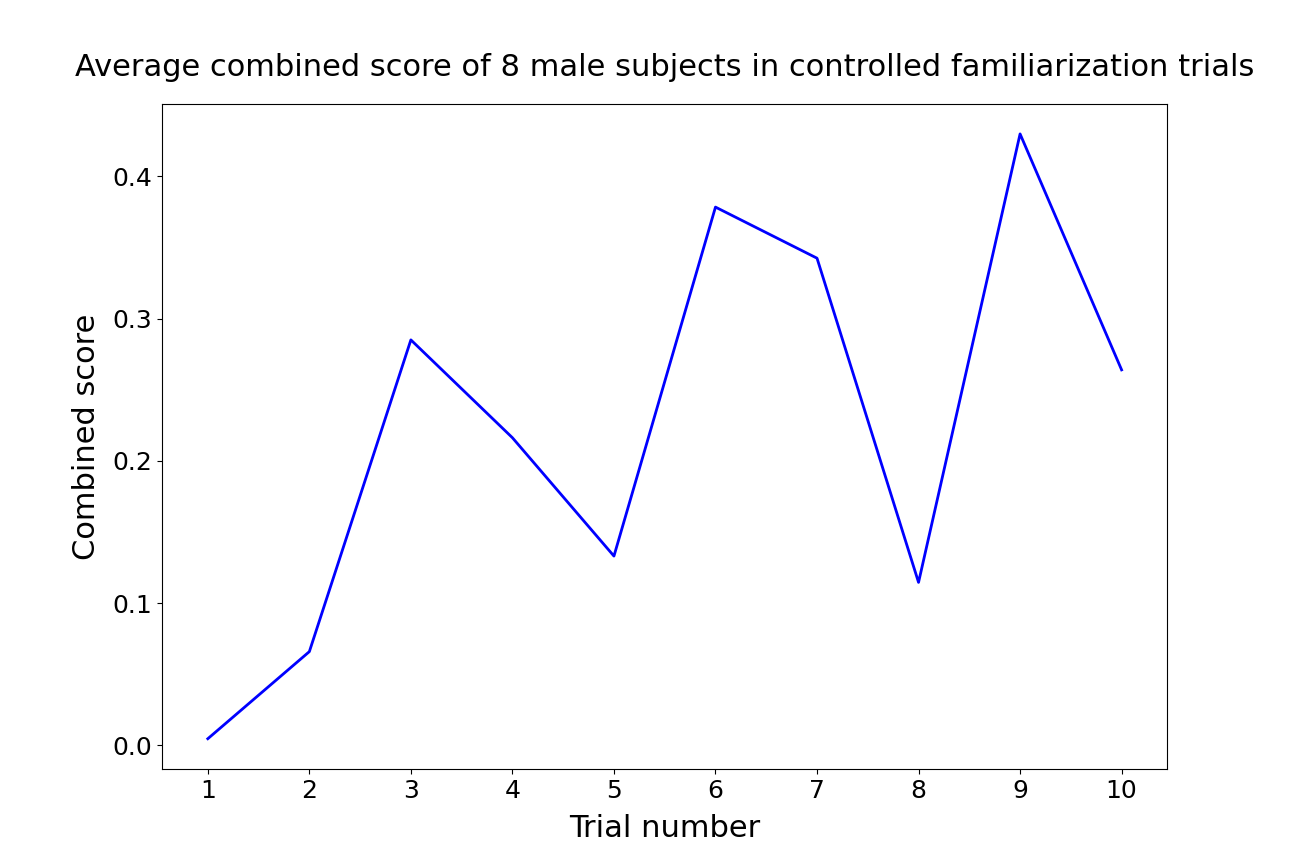 Average combined score of 8 male subjects in controlled familiarization trials
0.4
0.3
0.2
0.1
0.0
Combined score
1 2 3 4 5 6 7 8 9 10
Trial number